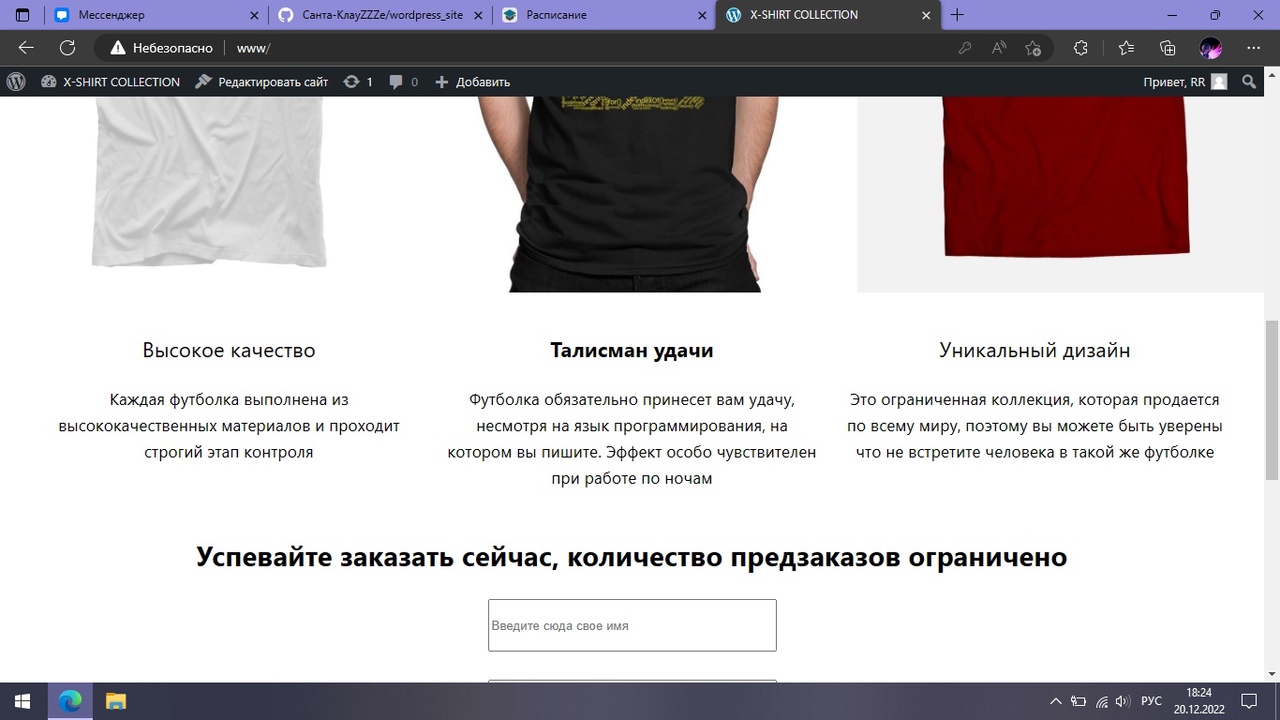 Мессенджер
Санта-КлауZZZe/wordpress_site
Расписание
X-SHIRT COLLECTION
Небезопасно
www/
X-SHIRT COLLECTION
Редактировать сайт
1
0
Добавить
Привет, RR
Высокое качество
Талисман удачи
Уникальный дизайн
Каждая футболка выполнена из
высококачественных материалов и проходит
строгий этап контроля
Футболка обязательно принесет вам удачу,
несмотря на язык программирования, на
котором вы пишите. Эффект особо чувствителен
при работе по ночам
Это ограниченная коллекция, которая продается
по всему миру, поэтому вы можете быть уверены
что не встретите человека в такой же футболке
Успевайте заказать сейчас, количество предзаказов ограничено
Введите сюда свое имя
РУС
18:24
20.12.2022